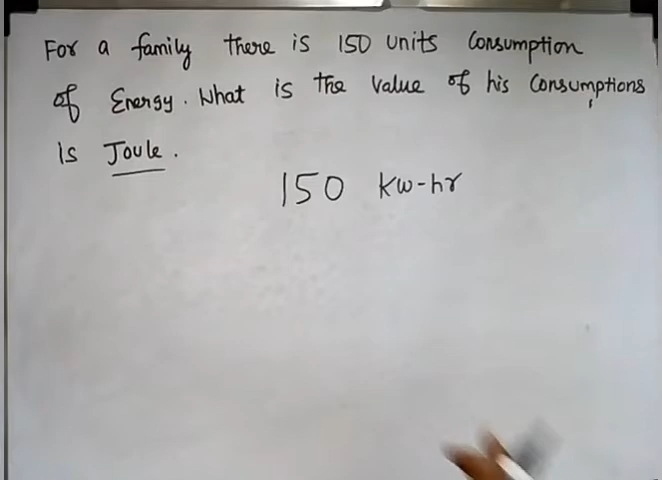 For a family there is 150 units Consumption
of Energy. What is the value of his Consumptions
is Joule.
150 Kw-hr